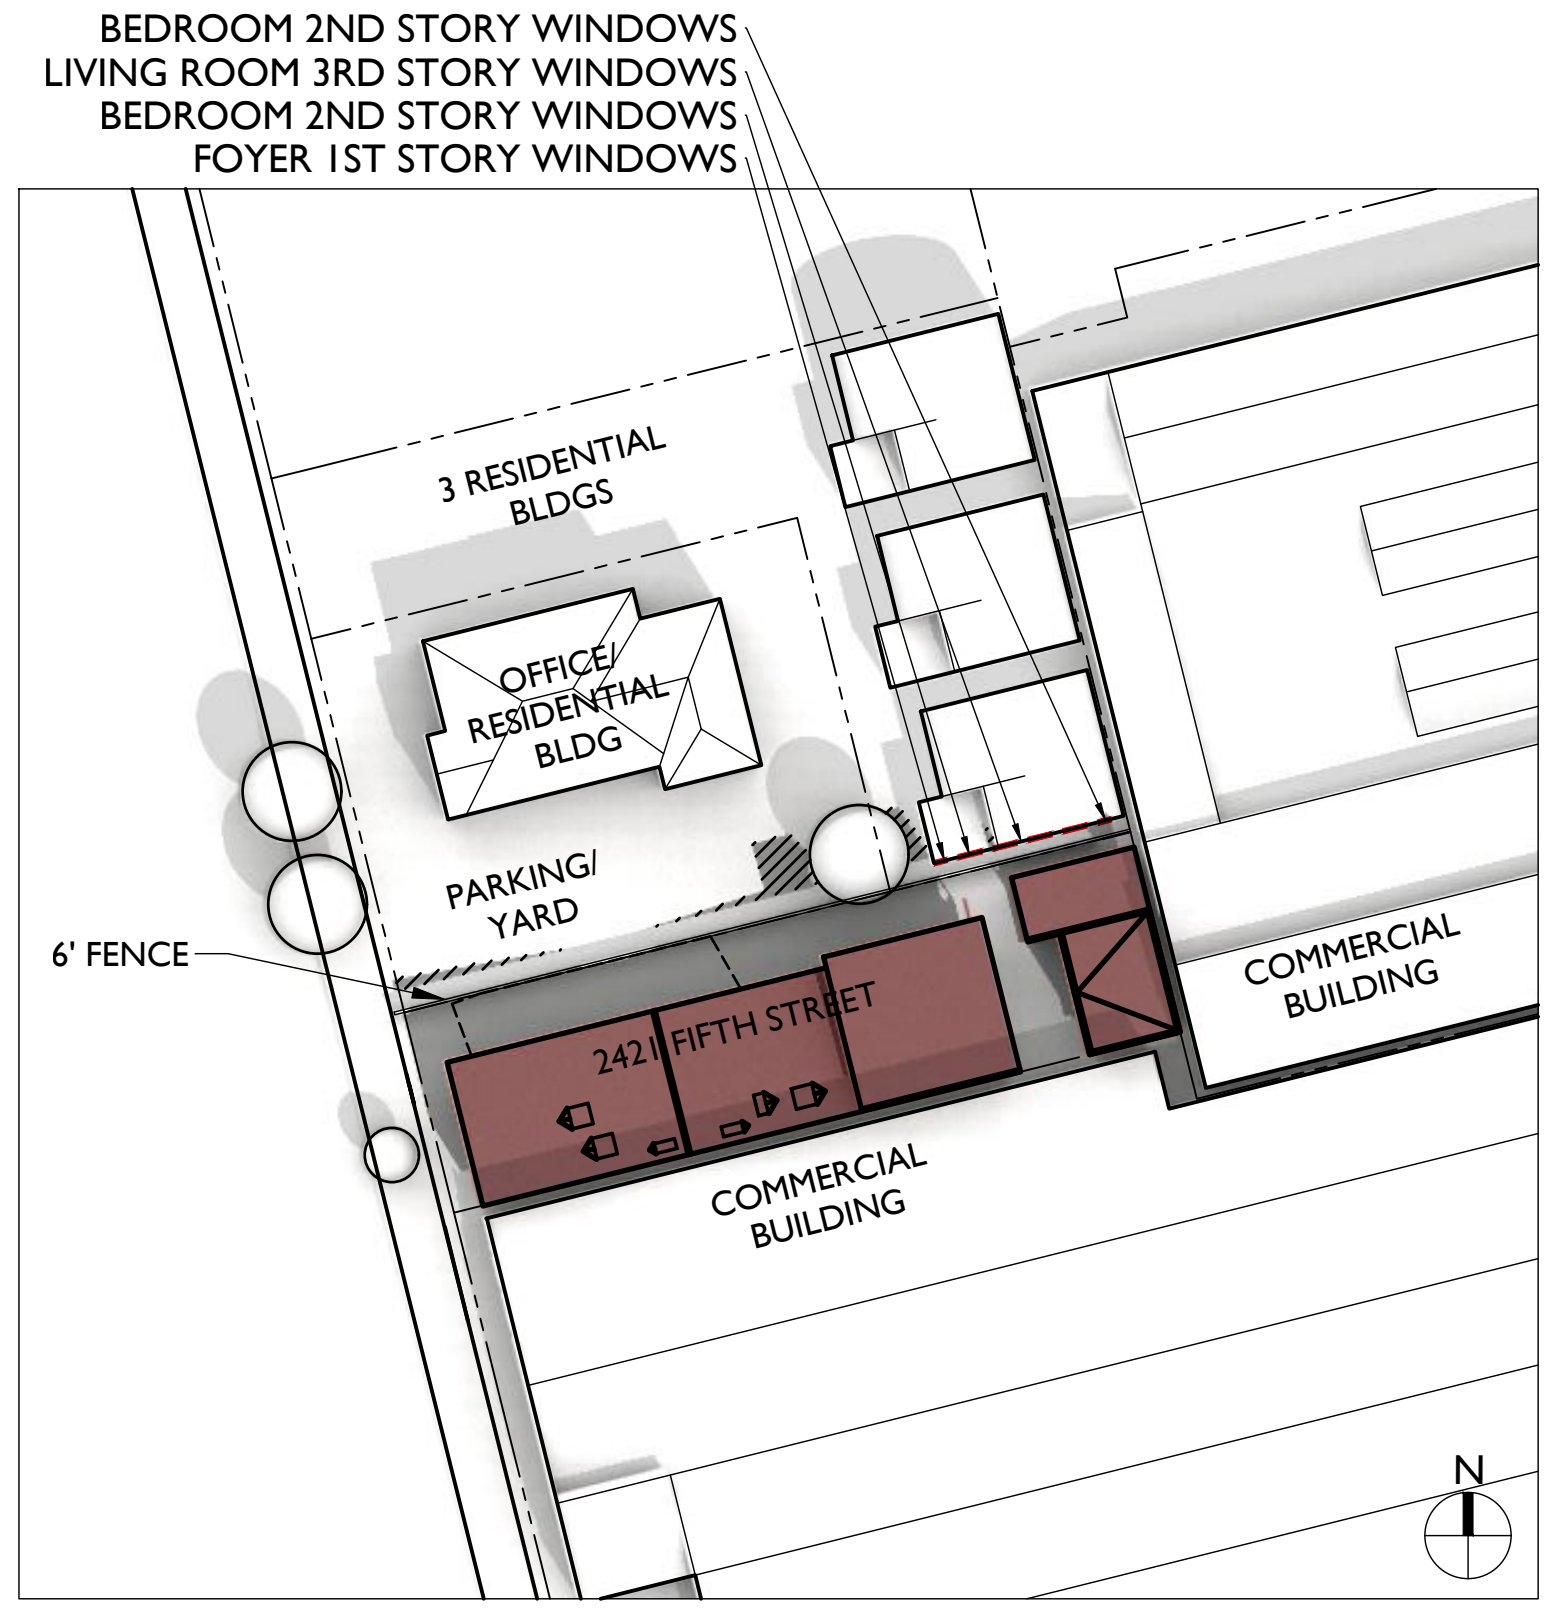 BEDROOM 2ND STORY WINDOWS
LIVING ROOM 3RD STORY WINDOWS
BEDROOM 2ND STORY WINDOWS
FOYER 1ST STORY WINDOWS
3 RESIDENTIAL
BLDGS
OFFICE/
RESIDENTIAL
BLDG
PARKING/
YARD
6' FENCE
2421 FIFTH STREET
COMMERCIAL
BUILDING
COMMERCIAL
BUILDING
N